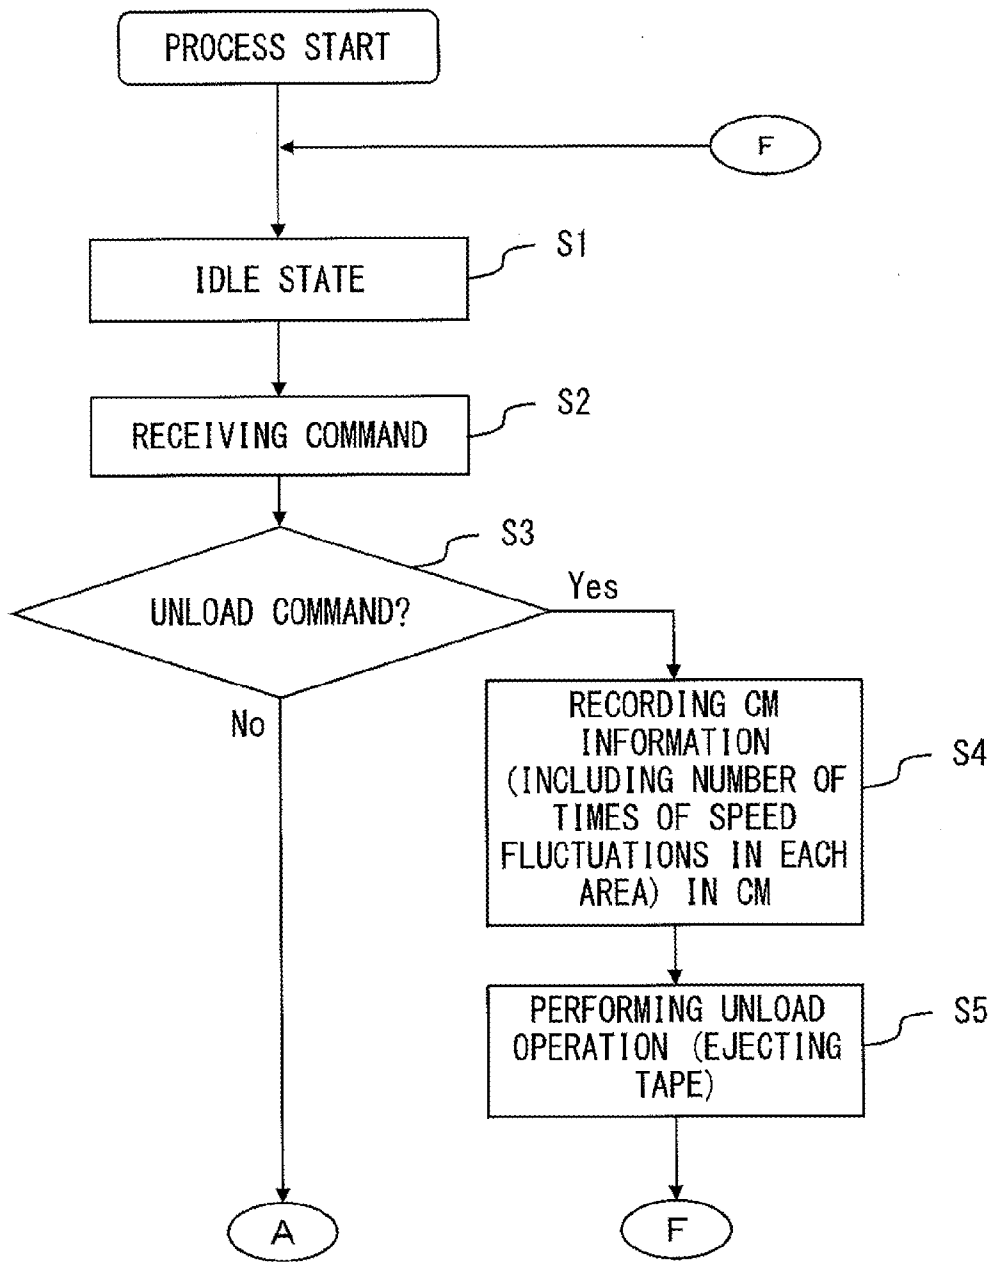 PROCESS START
F
S1
IDLE STATE
S2
RECEIVING COMMAND
S3
UNLOAD COMMAND?
Yes
No
RECORDING CM
INFORMATION
(INCLUDING NUMBER OF
TIMES OF SPEED
FLUCTUATIONS IN EACH
AREA) IN CM
S4
PERFORMING UNLOAD
OPERATION (EJECTING
TAPE)
S5
A
F